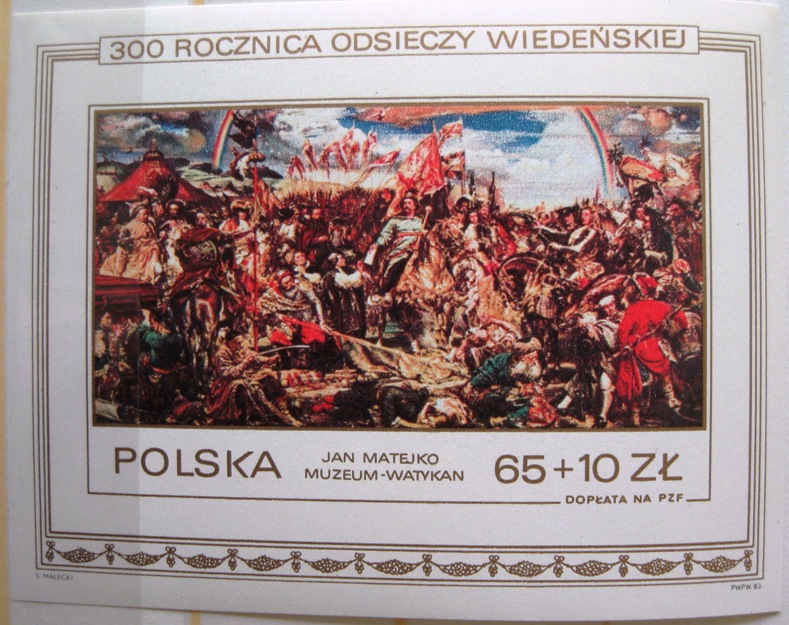 300 ROCZNICA ODSIECZY WIEDEŃSKIEJ
POLSKA
JAN MATEJKO
MUZEUM-WATYKAN
65+10 ZŁ
DOPŁATA NA PZF
S. MAŁECKI
PWPW 83